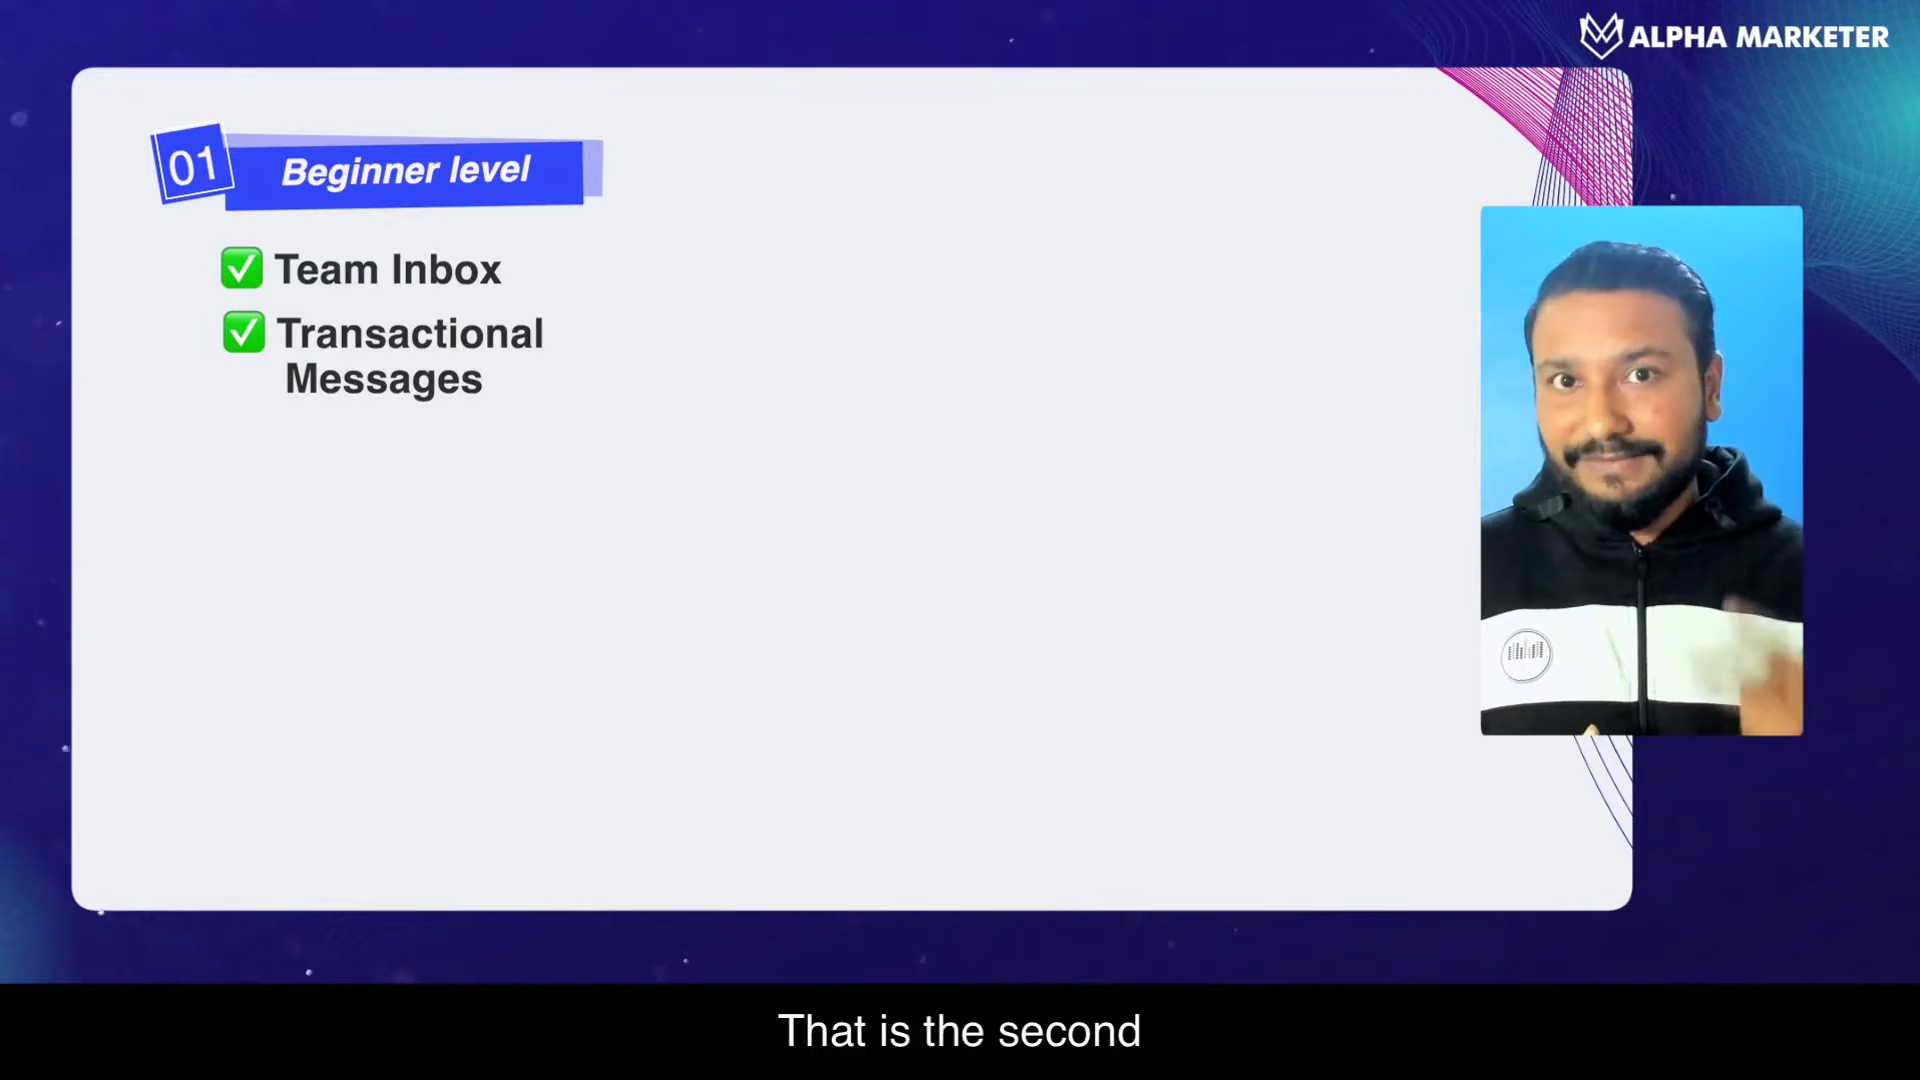 ALPHA MARKETER
01
Beginner level
✅ Team Inbox
✅ Transactional
Messages
That is the second